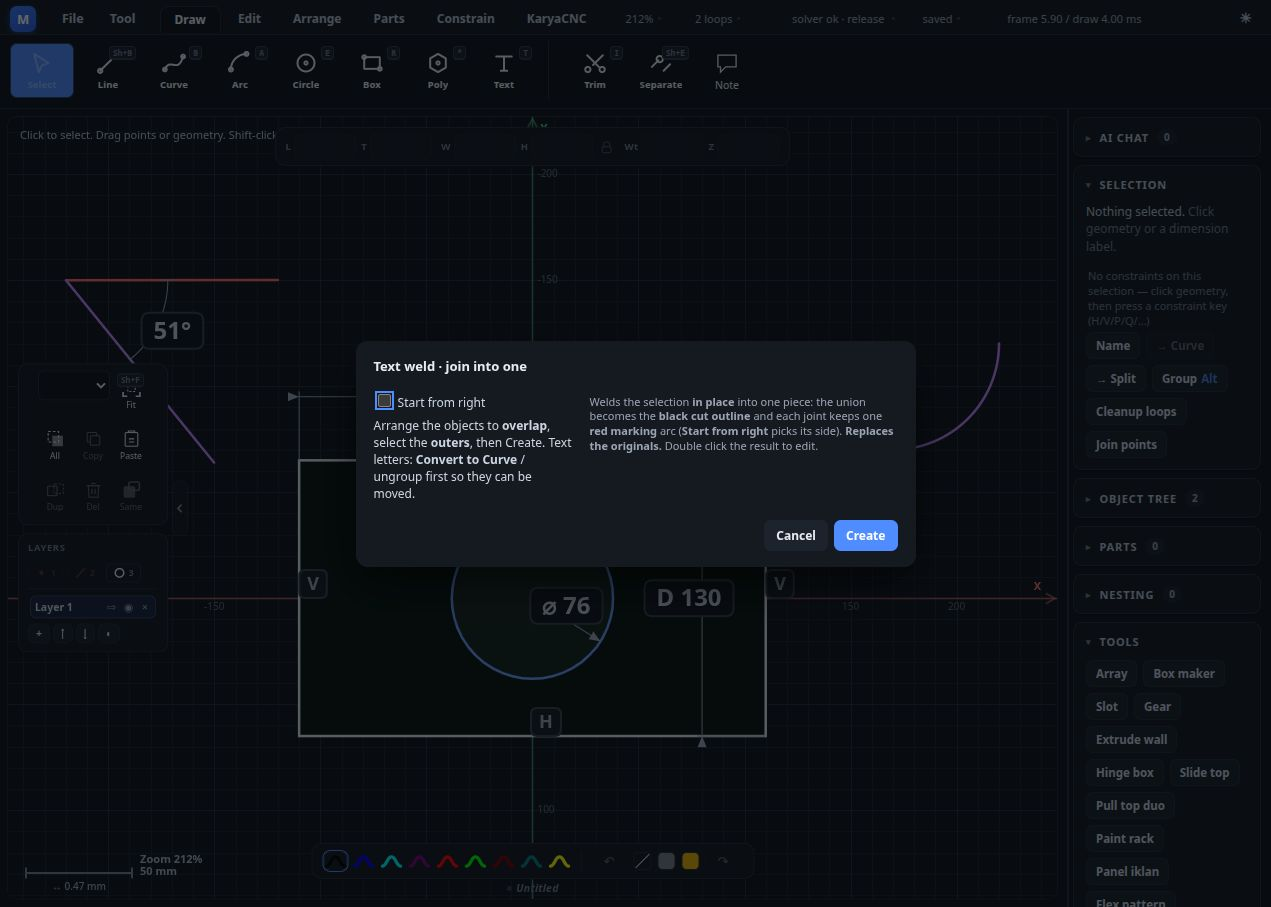 M File Tool Draw Edit Arrange Parts Constrain KaryaCNC 212% 2 loops solver ok · release saved frame 5.90 / draw 4.00 ms
Sh+B B A E R * T I Sh+E
Select Line Curve Arc Circle Box Poly Text Trim Separate Note
Click to select. Drag points or geometry. Shift-click
L T W H Wt Z
Y
-200
-150
51°
Sh+F
Fit
All Copy Paste
Dup Del Same
LAYERS
1 2 3
Layer 1
-150
Text weld · join into one
Start from right
Arrange the objects to overlap,
select the outers, then Create. Text
letters: Convert to Curve /
ungroup first so they can be
moved.
Welds the selection in place into one piece: the union
becomes the black cut outline and each joint keeps one
red marking arc (Start from right picks its side). Replaces
the originals. Double click the result to edit.
Cancel Create
V
⌀ 76
D 130
V
H
X
150 200
100
Zoom 212%
50 mm
↔ 0.47 mm
Untitled
AI CHAT 0
SELECTION
Nothing selected. Click
geometry or a dimension
label.
No constraints on this
selection — click geometry,
then press a constraint key
(H/V/P/Q/...)
Name → Curve
→ Split Group Alt
Cleanup loops
Join points
OBJECT TREE 2
PARTS 0
NESTING 0
TOOLS
Array Box maker
Slot Gear
Extrude wall
Hinge box Slide top
Pull top duo
Paint rack
Panel iklan
Flex pattern